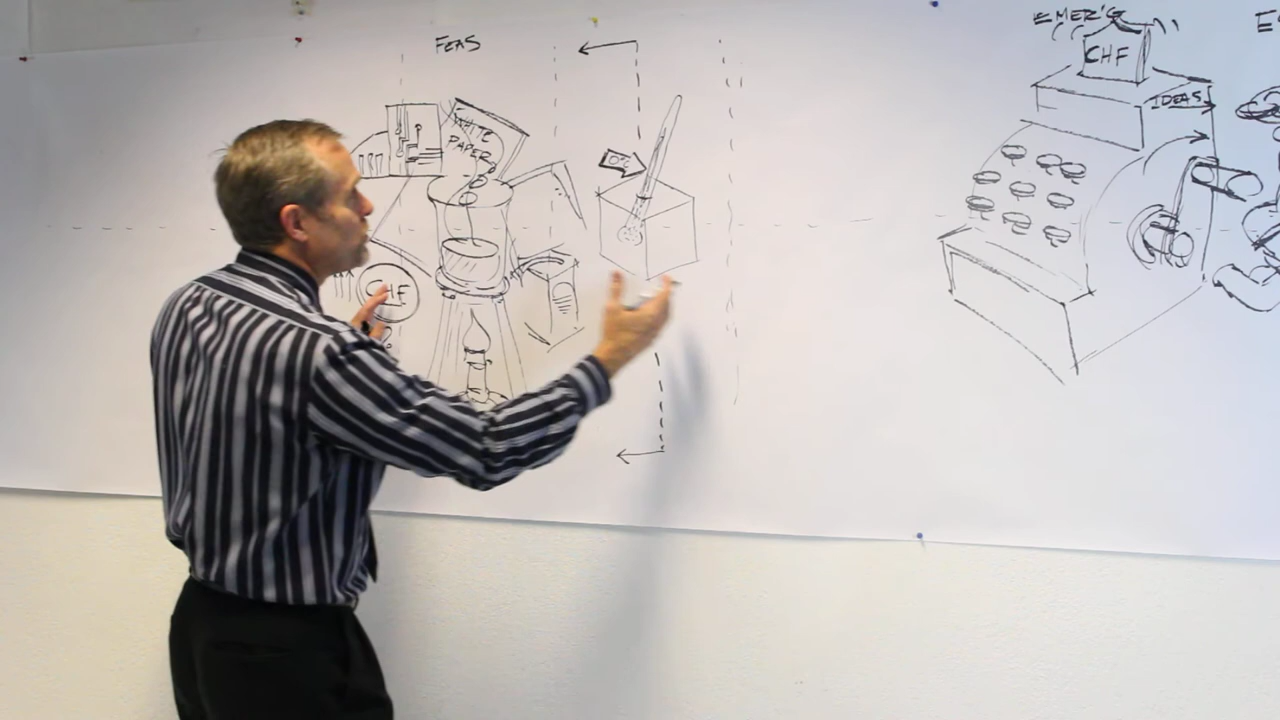 FEAS
WHITE
PAPER
0°C
CHF
EMER'G
CHF
IDEAS